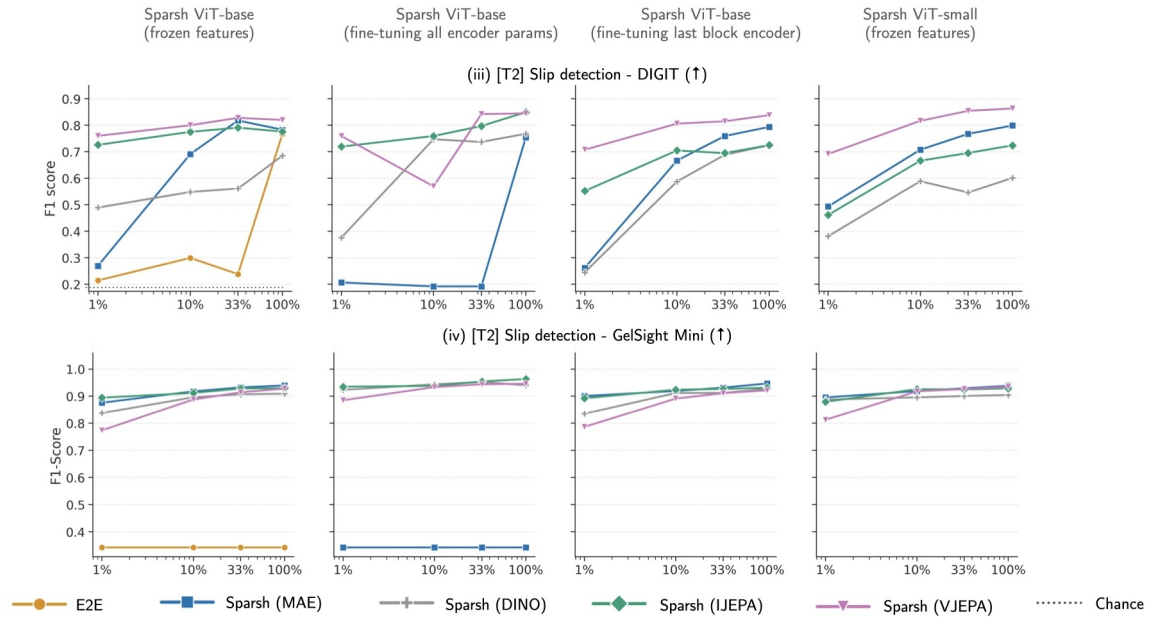 Sparsh ViT-base
(frozen features)
Sparsh ViT-base
(fine-tuning all encoder params)
Sparsh ViT-base
(fine-tuning last block encoder)
Sparsh ViT-small
(frozen features)
(iii) [T2] Slip detection - DIGIT (↑)
F1 score
0.9
0.8
0.7
0.6
0.5
0.4
0.3
0.2
1% 10% 33% 100%
1% 10% 33% 100%
1% 10% 33% 100%
1% 10% 33% 100%
(iv) [T2] Slip detection - GelSight Mini (↑)
F1-Score
1.0
0.9
0.8
0.7
0.6
0.5
0.4
1% 10% 33% 100%
1% 10% 33% 100%
1% 10% 33% 100%
1% 10% 33% 100%
E2E Sparsh (MAE) Sparsh (DINO) Sparsh (IJEPA) Sparsh (VJEPA) Chance